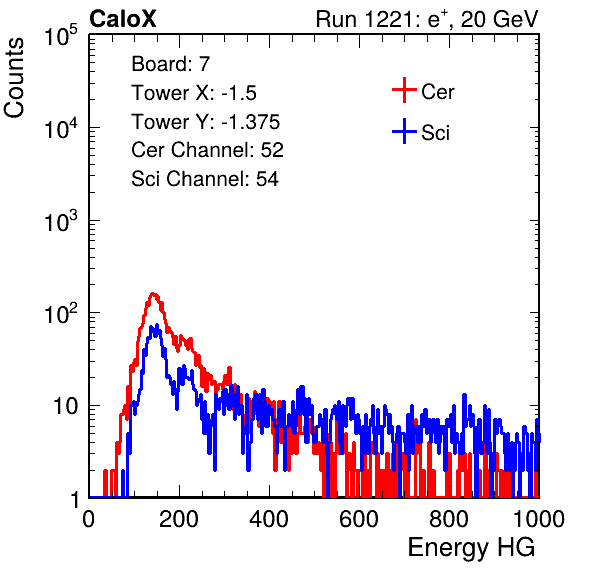 CaloX Run 1221: e⁺, 20 GeV
Counts
Board: 7
Tower X: -1.5
Tower Y: -1.375
Cer Channel: 52
Sci Channel: 54
Cer
Sci
10⁵
10⁴
10³
10²
10
1
0 200 400 600 800 1000
Energy HG